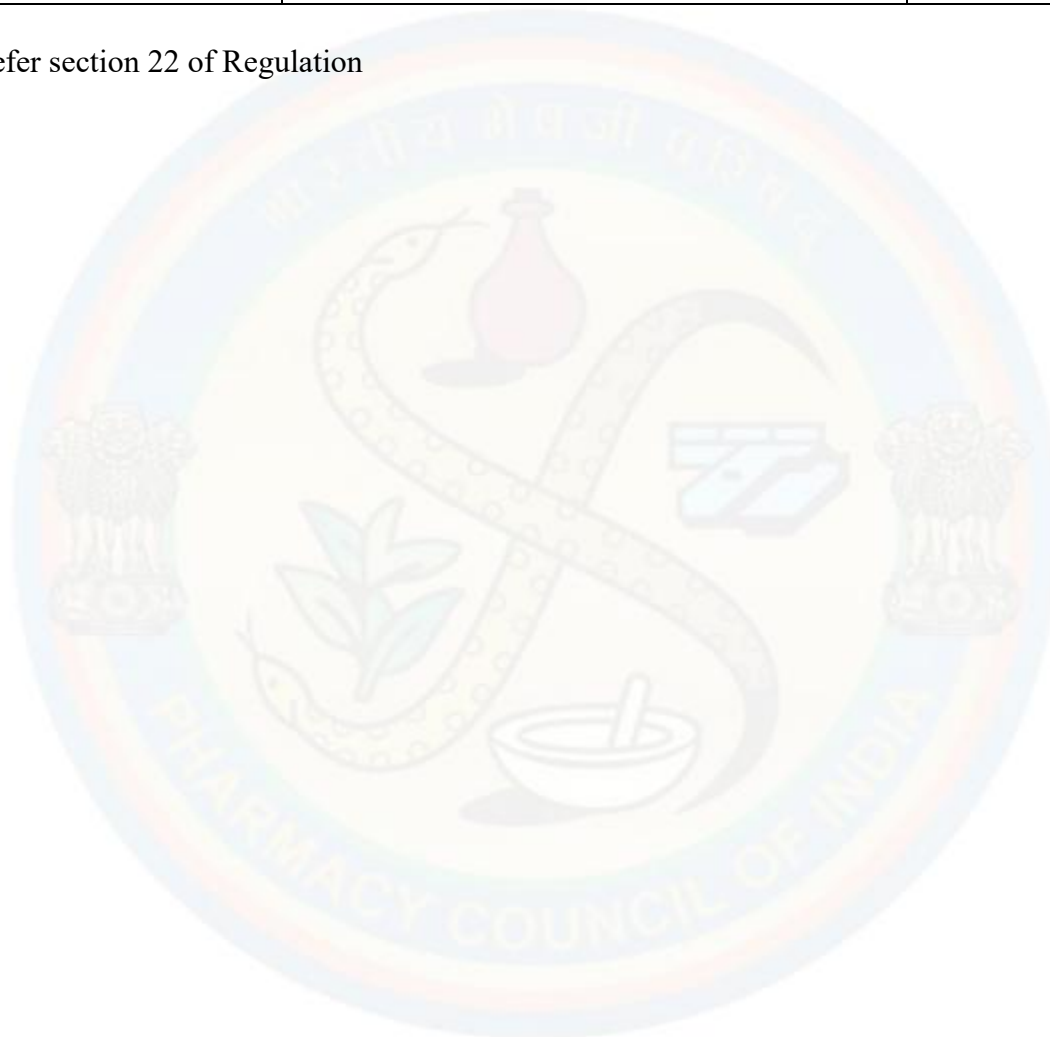 efer section 22 of Regulation
PHARMACY COUNCIL OF INDIA